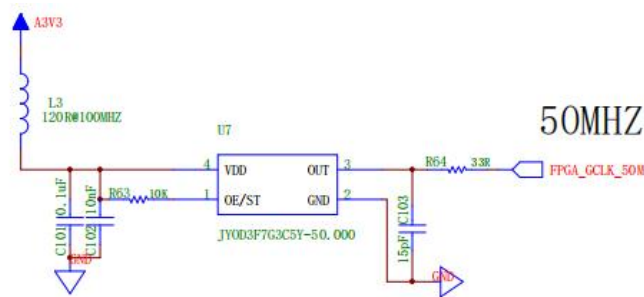 A3V3
L3
120R@100MHZ
50MHZ
U7
4 VDD OUT 3
R64 33R
FPGA_GCLK_50M
1 OE/ST GND 2
R63 10K
C101 0.1uF
C102 10nF
C103
15pF
JYOD3F7G3C5Y-50.000
GND
GND